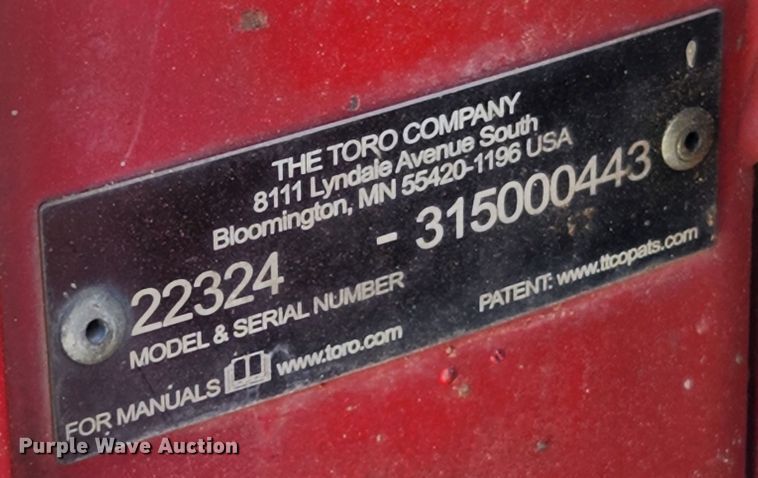 THE TORO COMPANY
8111 Lyndale Avenue South
Bloomington, MN 55420-1196 USA
22324 - 315000443
MODEL & SERIAL NUMBER
PATENT: www.ttcopats.com
FOR MANUALS www.toro.com
Purple Wave Auction